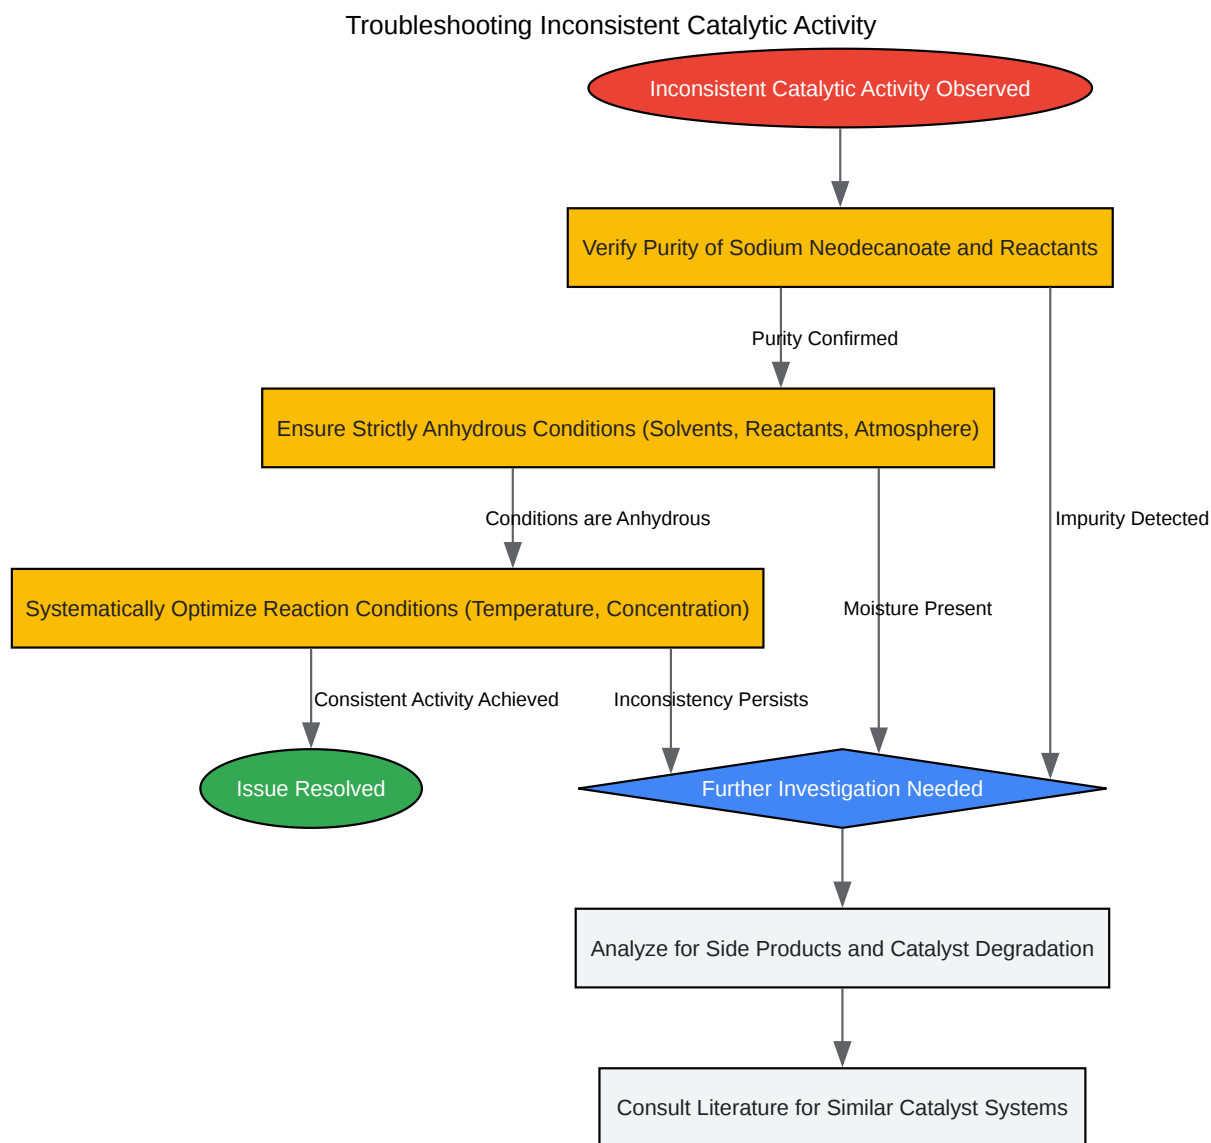 Troubleshooting Inconsistent Catalytic Activity
Inconsistent Catalytic Activity Observed
Verify Purity of Sodium Neodecanoate and Reactants
Purity Confirmed
Ensure Strictly Anhydrous Conditions (Solvents, Reactants, Atmosphere)
Conditions are Anhydrous
Impurity Detected
Systematically Optimize Reaction Conditions (Temperature, Concentration)
Moisture Present
Consistent Activity Achieved
Inconsistency Persists
Issue Resolved
Further Investigation Needed
Analyze for Side Products and Catalyst Degradation
Consult Literature for Similar Catalyst Systems